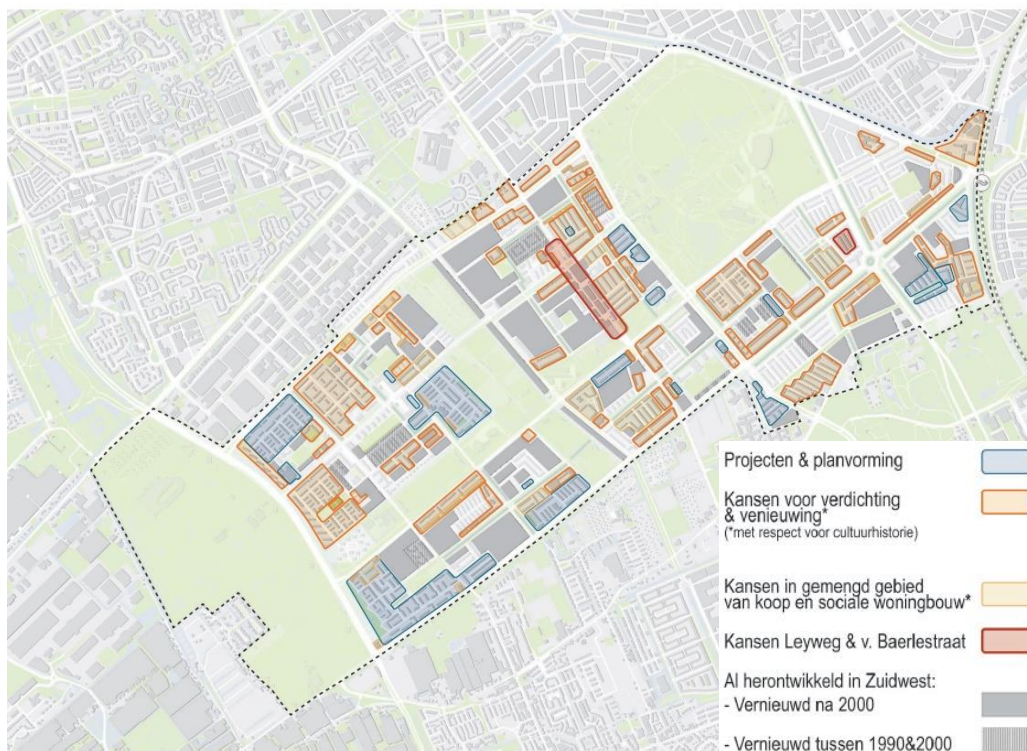 Projecten & planvorming
Kansen voor verdichting
& venieuwing*
(*met respect voor cultuurhistorie)
Kansen in gemengd gebied
van koop en sociale woningbouw*
Kansen Leyweg & v. Baerlestraat
Al herontwikkeld in Zuidwest:
- Vernieuwd na 2000
- Vernieuwd tussen 1990&2000